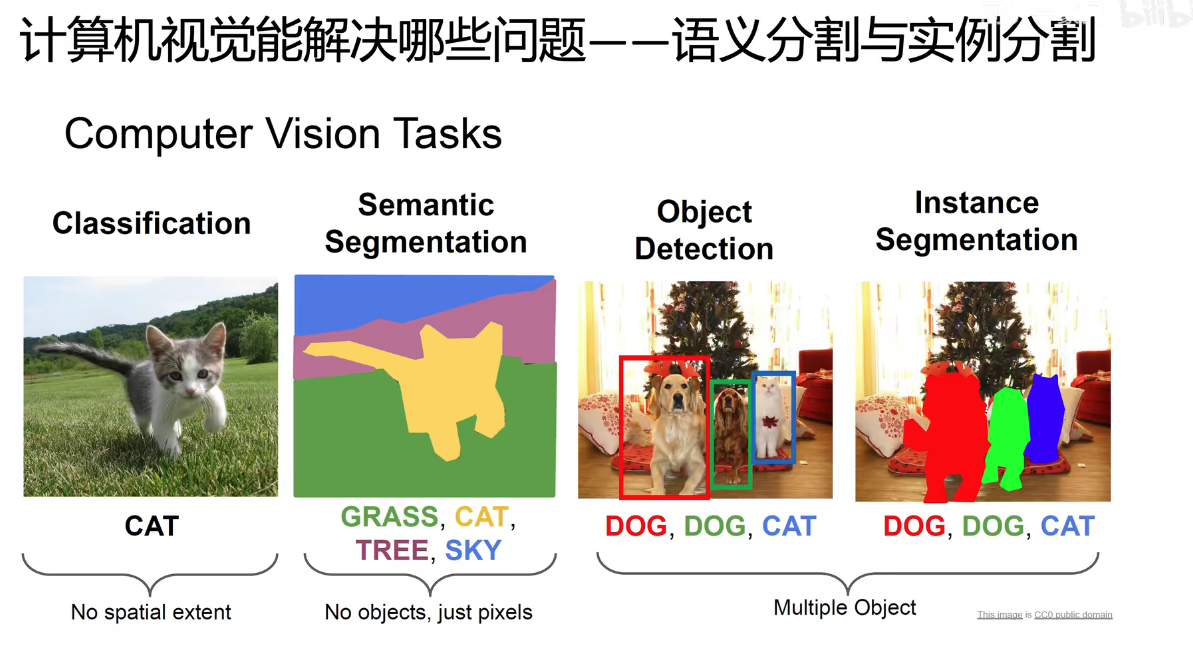 计算机视觉能解决哪些问题——语义分割与实例分割
Computer Vision Tasks
Classification
Semantic
Segmentation
Object
Detection
Instance
Segmentation
CAT
GRASS, CAT,
TREE, SKY
DOG, DOG, CAT
DOG, DOG, CAT
No spatial extent
No objects, just pixels
Multiple Object
This image is CC0 public domain